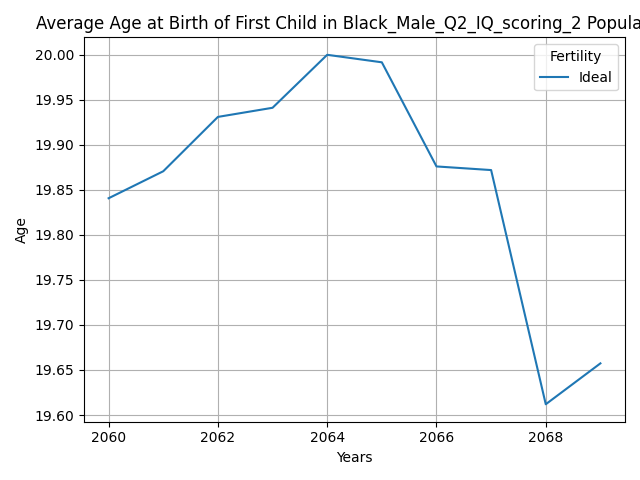 Average Age at Birth of First Child in Black_Male_Q2_IQ_scoring_2 Popula
20.00
19.95
19.90
19.85
19.80
19.75
19.70
19.65
19.60
Age
Fertility
Ideal
2060 2062 2064 2066 2068
Years